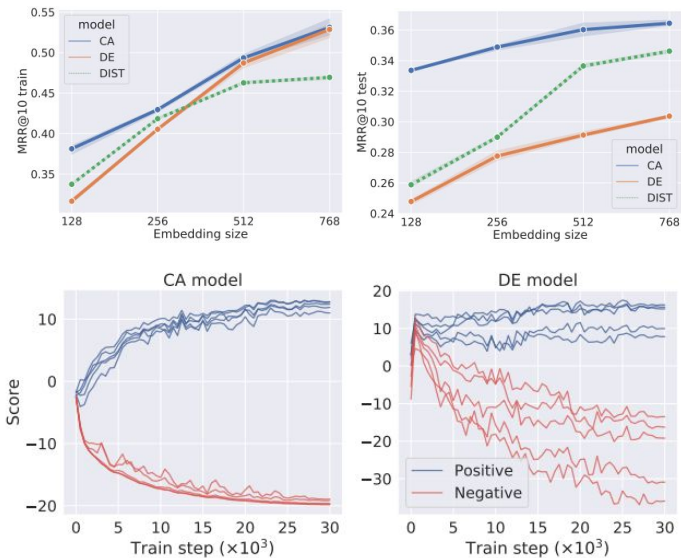 0.55
0.50
0.45
0.40
0.35
MRR@10 train
model
CA
DE
DIST
128
256
512
768
Embedding size
0.36
0.34
0.32
0.30
0.28
0.26
0.24
MRR@10 test
model
CA
DE
DIST
128
256
512
768
Embedding size
CA model
10
0
−10
−20
Score
0 5 10 15 20 25 30
Train step (×10³)
DE model
20
10
0
−10
−20
−30
Positive
Negative
0 5 10 15 20 25 30
Train step (×10³)